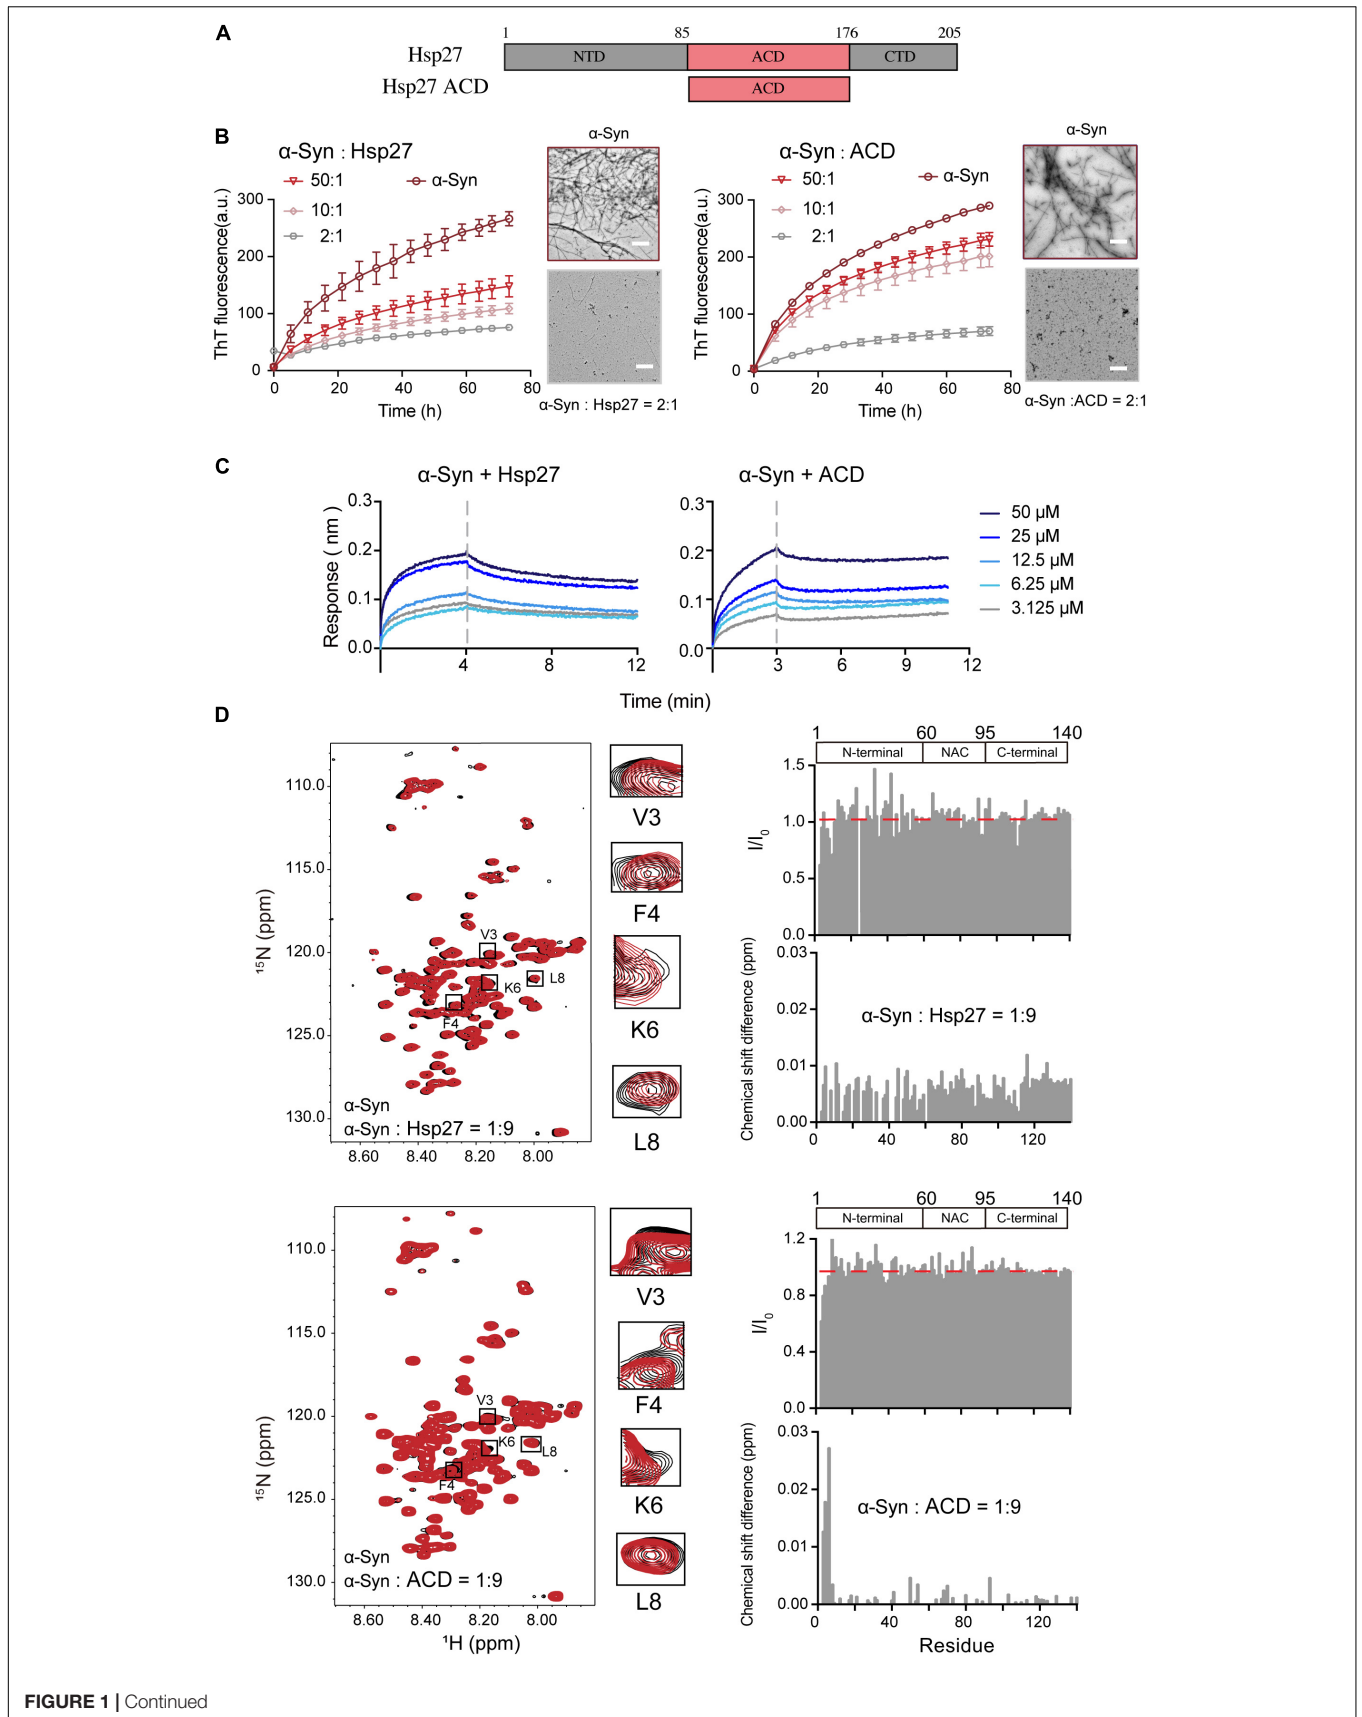 A
1 85 176 205
Hsp27 NTD ACD CTD
Hsp27 ACD ACD
B
α-Syn : Hsp27
50:1 α-Syn
10:1
2:1
ThT fluorescence(a.u.)
300
200
100
0
0 20 40 60 80
Time (h)
α-Syn
α-Syn : Hsp27 = 2:1
α-Syn : ACD
50:1 α-Syn
10:1
2:1
ThT fluorescence(a.u.)
300
200
100
0
0 20 40 60 80
Time (h)
α-Syn
α-Syn :ACD = 2:1
C
α-Syn + Hsp27
Response ( nm )
0.3
0.2
0.1
0.0
4 8 12
α-Syn + ACD
0.3
0.2
0.1
0.0
3 6 9 12
Time (min)
50 µM
25 µM
12.5 µM
6.25 µM
3.125 µM
D
15N (ppm)
110.0
115.0
120.0
125.0
130.0
V3
K6
L8
F4
α-Syn
α-Syn : Hsp27 = 1:9
8.60 8.40 8.20 8.00
V3
F4
K6
L8
1 60 95 140
N-terminal NAC C-terminal
I/I0
1.5
1.0
0.5
0.0
Chemical shift difference (ppm)
0.03
0.02
0.01
0.00
α-Syn : Hsp27 = 1:9
0 40 80 120
15N (ppm)
110.0
115.0
120.0
125.0
130.0
V3
K6
L8
F4
α-Syn
α-Syn : ACD = 1:9
8.60 8.40 8.20 8.00
1H (ppm)
V3
F4
K6
L8
1 60 95 140
N-terminal NAC C-terminal
I/I0
1.2
0.8
0.4
0.0
Chemical shift difference (ppm)
0.03
0.02
0.01
0.00
α-Syn : ACD = 1:9
0 40 80 120
Residue
FIGURE 1 | Continued